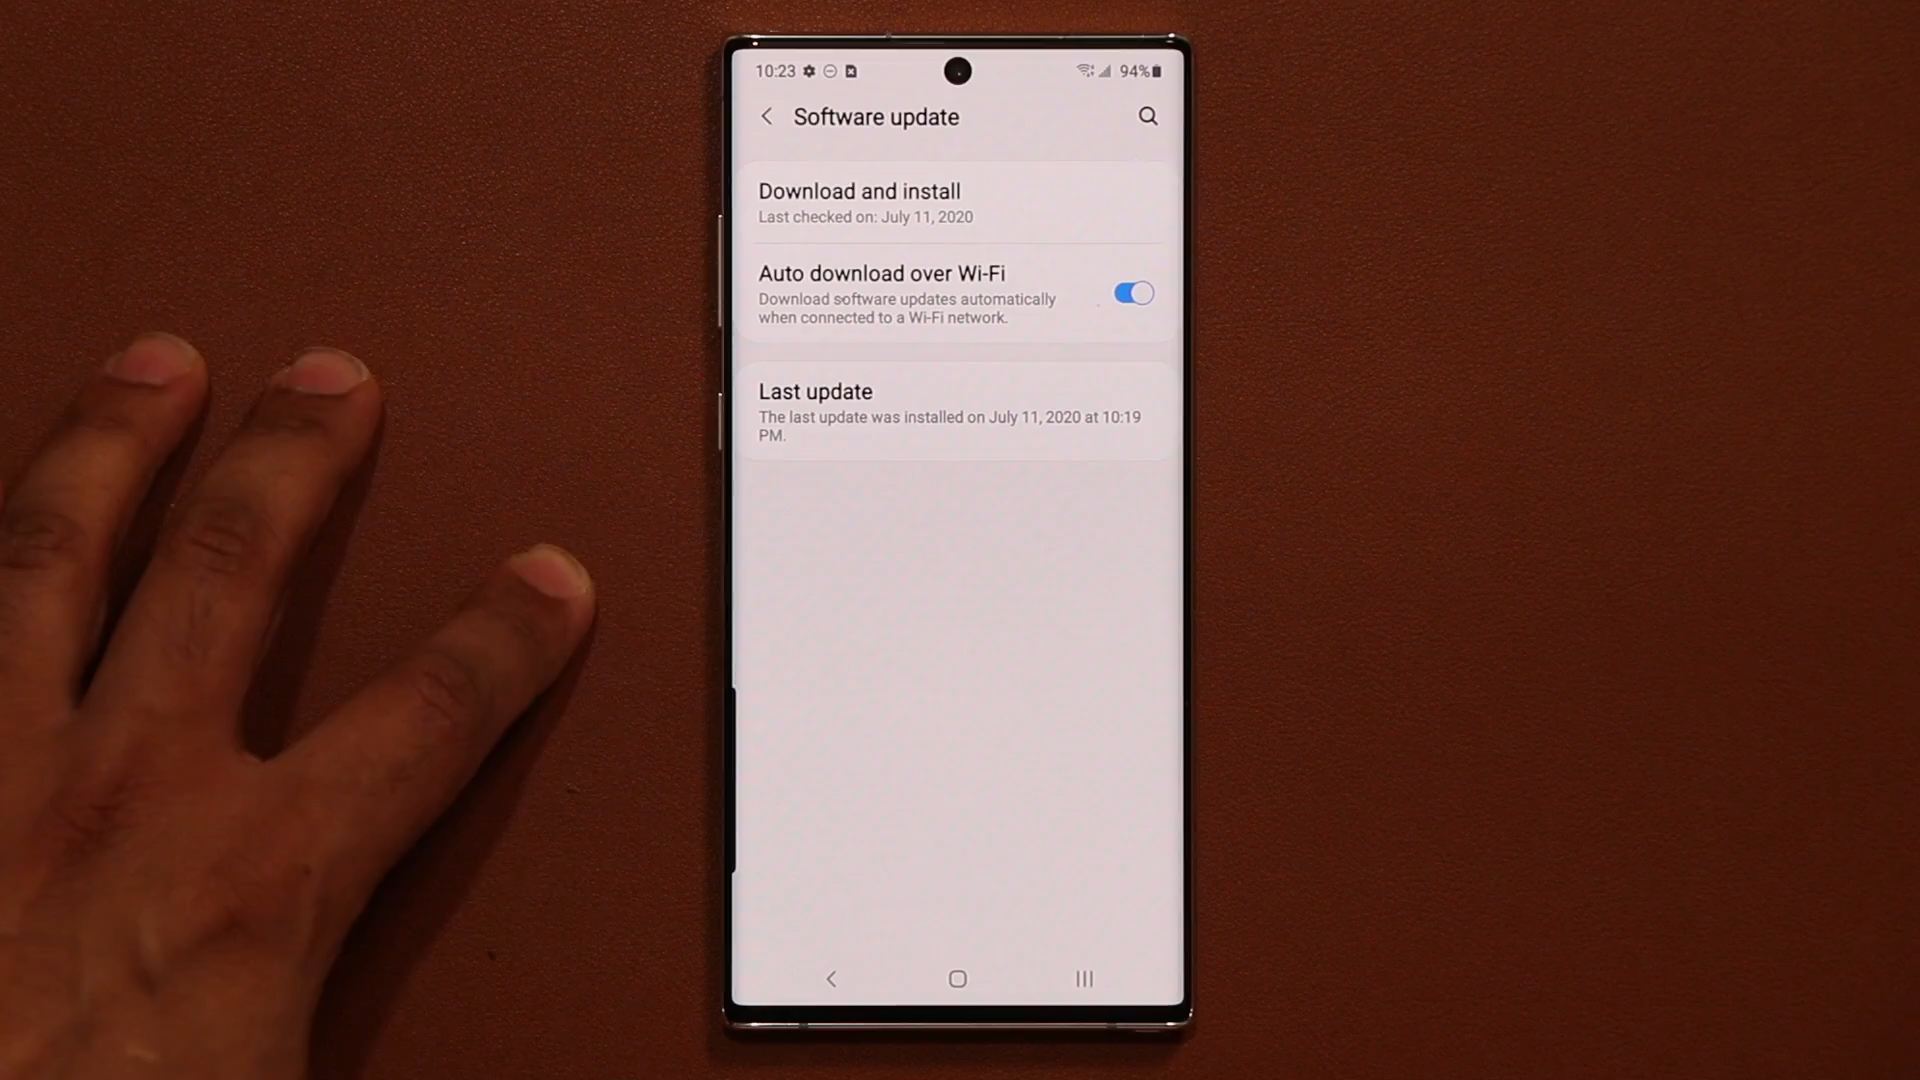 10:23 94%
Software update
Download and install
Last checked on: July 11, 2020
Auto download over Wi-Fi
Download software updates automatically
when connected to a Wi-Fi network.
Last update
The last update was installed on July 11, 2020 at 10:19
PM.